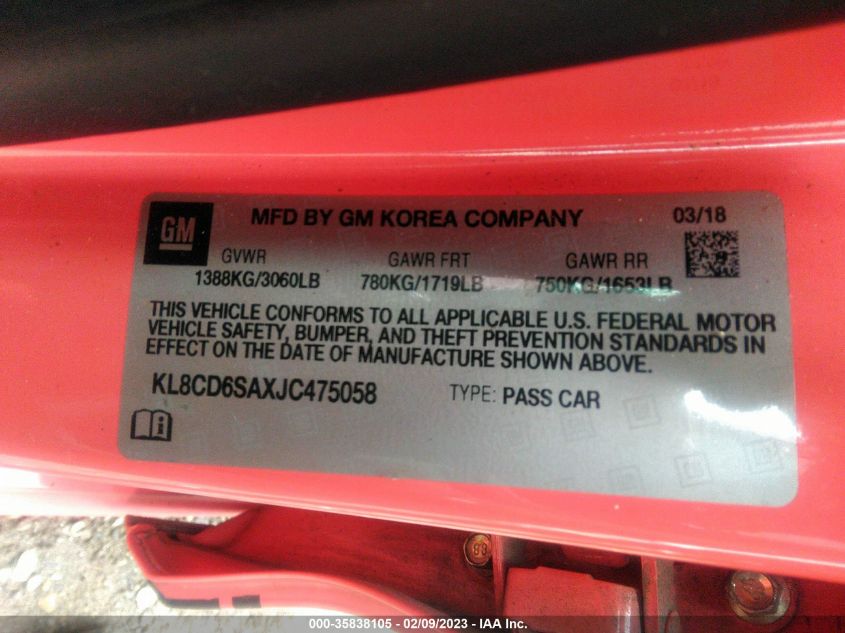 GM
MFD BY GM KOREA COMPANY
03/18
GVWR GAWR FRT GAWR RR
1388KG/3060LB 780KG/1719LB 750KG/1653LB
THIS VEHICLE CONFORMS TO ALL APPLICABLE U.S. FEDERAL MOTOR
VEHICLE SAFETY, BUMPER, AND THEFT PREVENTION STANDARDS IN
EFFECT ON THE DATE OF MANUFACTURE SHOWN ABOVE.
KL8CD6SAXJC475058 TYPE: PASS CAR
000-35838105 - 02/09/2023 - IAA Inc.